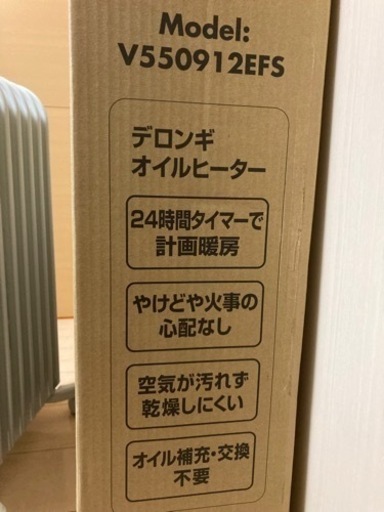 Model:
V550912EFS
デロンギ
オイルヒーター
24時間タイマーで
計画暖房
やけどや火事の
心配なし
空気が汚れず
乾燥しにくい
オイル補充・交換
不要